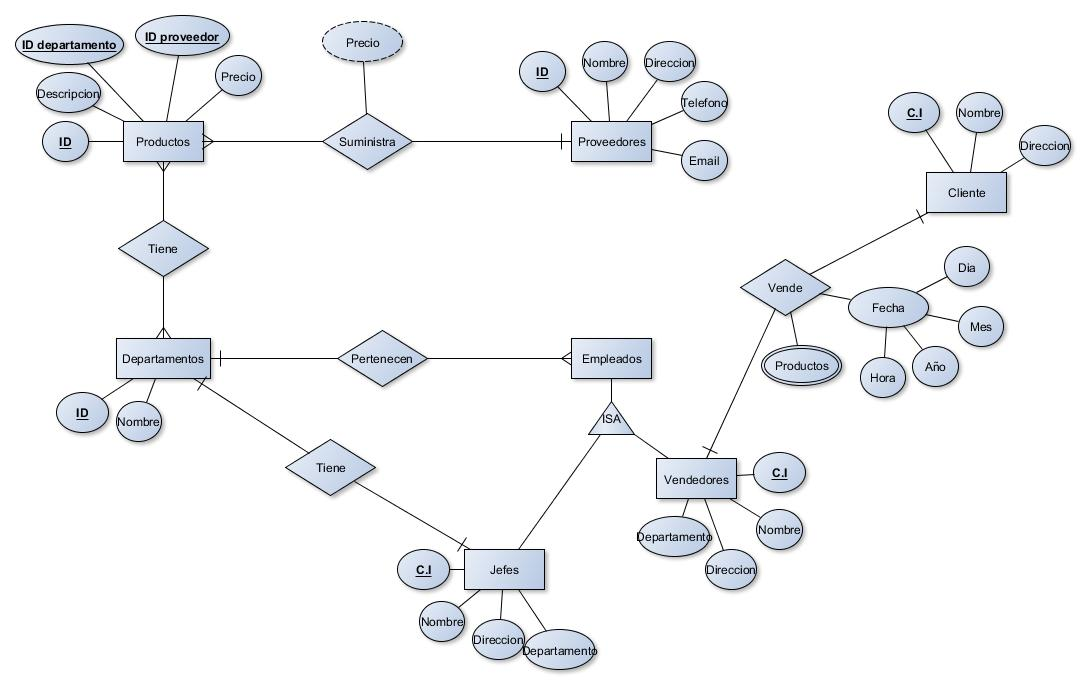 ID departamento
ID proveedor
Precio
Descripcion
ID
Productos
Precio
Suministra
ID
Nombre
Direccion
Telefono
Email
Proveedores
C.I
Nombre
Direccion
Cliente
Tiene
Vende
Fecha
Dia
Mes
Año
Hora
Productos
Departamentos
ID
Nombre
Pertenecen
Empleados
ISA
Tiene
Vendedores
C.I
Nombre
Direccion
Departamento
Jefes
C.I
Nombre
Direccion
Departamento